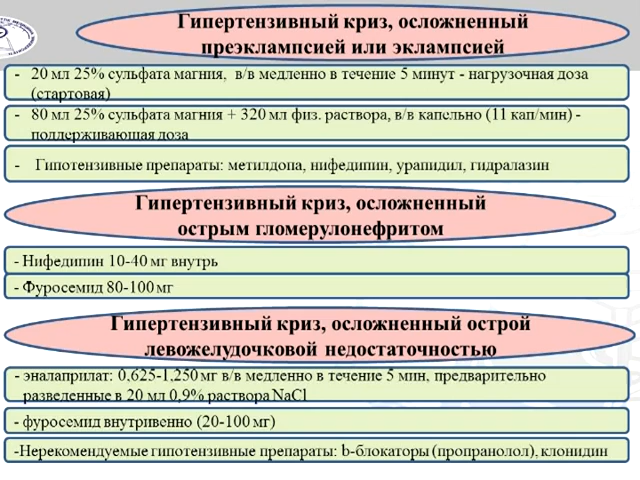 Гипертензивный криз, осложненный
преэклампсией или эклампсией
- 20 мл 25% сульфата магния, в/в медленно в течение 5 минут - нагрузочная доза
(стартовая)
- 80 мл 25% сульфата магния + 320 мл физ. раствора, в/в капельно (11 кап/мин) -
поддерживающая доза
- Гипотензивные препараты: метилдопа, нифедипин, урапидил, гидралазин
Гипертензивный криз, осложненный
острым гломерулонефритом
- Нифедипин 10-40 мг внутрь
- Фуросемид 80-100 мг
Гипертензивный криз, осложненный острой
левожелудочковой недостаточностью
- эналаприлат: 0,625-1,250 мг в/в медленно в течение 5 мин, предварительно
разведенные в 20 мл 0,9% раствора NaCl
- фуросемид внутривенно (20-100 мг)
-Нерекомендуемые гипотензивные препараты: b-блокаторы (пропранолол), клонидин